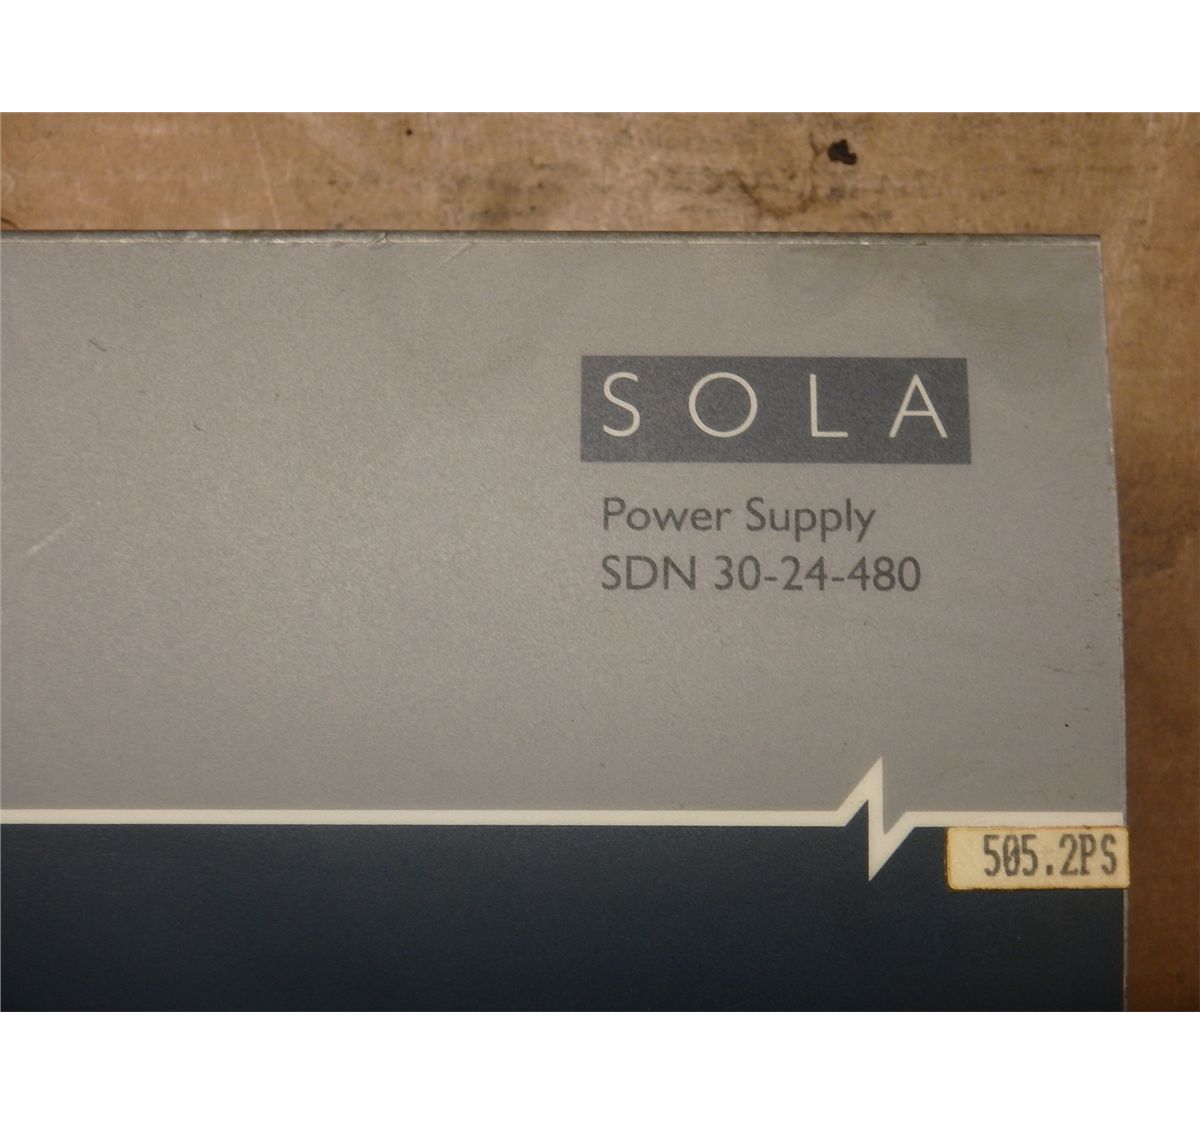 SOLA
Power Supply
SDN 30-24-480
505.2PS